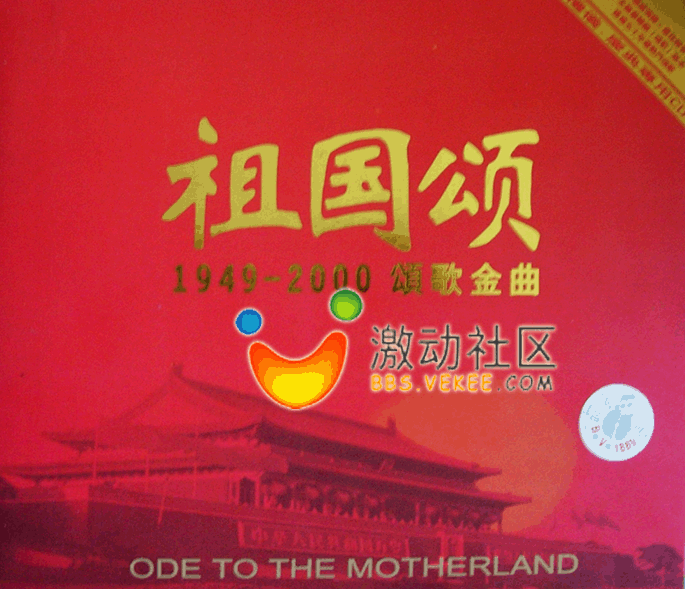 祖国颂
1949-2000 頌歌金曲
激动社区
BBS.VEKEE.COM
ODE TO THE MOTHERLAND